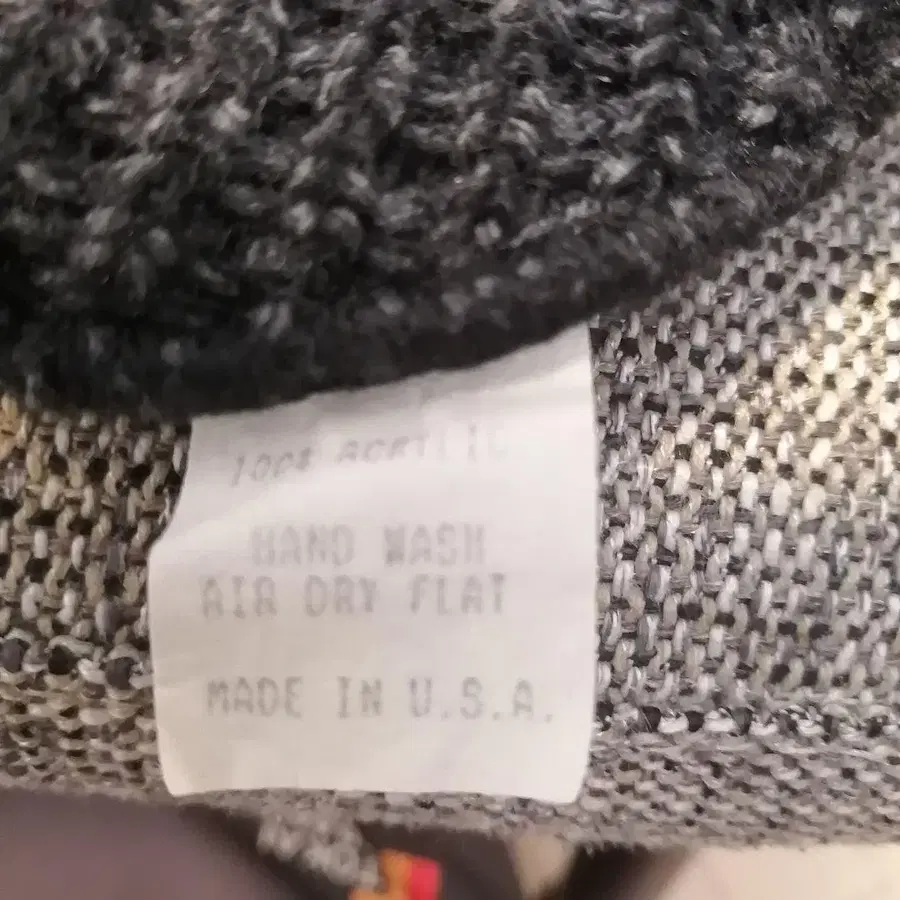 100% ACRYLIC
HAND WASH
AIR DRY FLAT
MADE IN U.S.A.